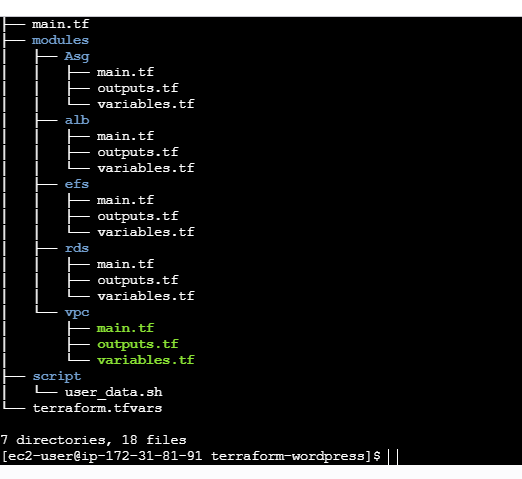 ├── main.tf
├── modules
│   ├── Asg
│   │   ├── main.tf
│   │   ├── outputs.tf
│   │   └── variables.tf
│   ├── alb
│   │   ├── main.tf
│   │   ├── outputs.tf
│   │   └── variables.tf
│   ├── efs
│   │   ├── main.tf
│   │   ├── outputs.tf
│   │   └── variables.tf
│   ├── rds
│   │   ├── main.tf
│   │   ├── outputs.tf
│   │   └── variables.tf
│   └── vpc
│       ├── main.tf
│       ├── outputs.tf
│       └── variables.tf
├── script
│   └── user_data.sh
└── terraform.tfvars

7 directories, 18 files
[ec2-user@ip-172-31-81-91 terraform-wordpress]$